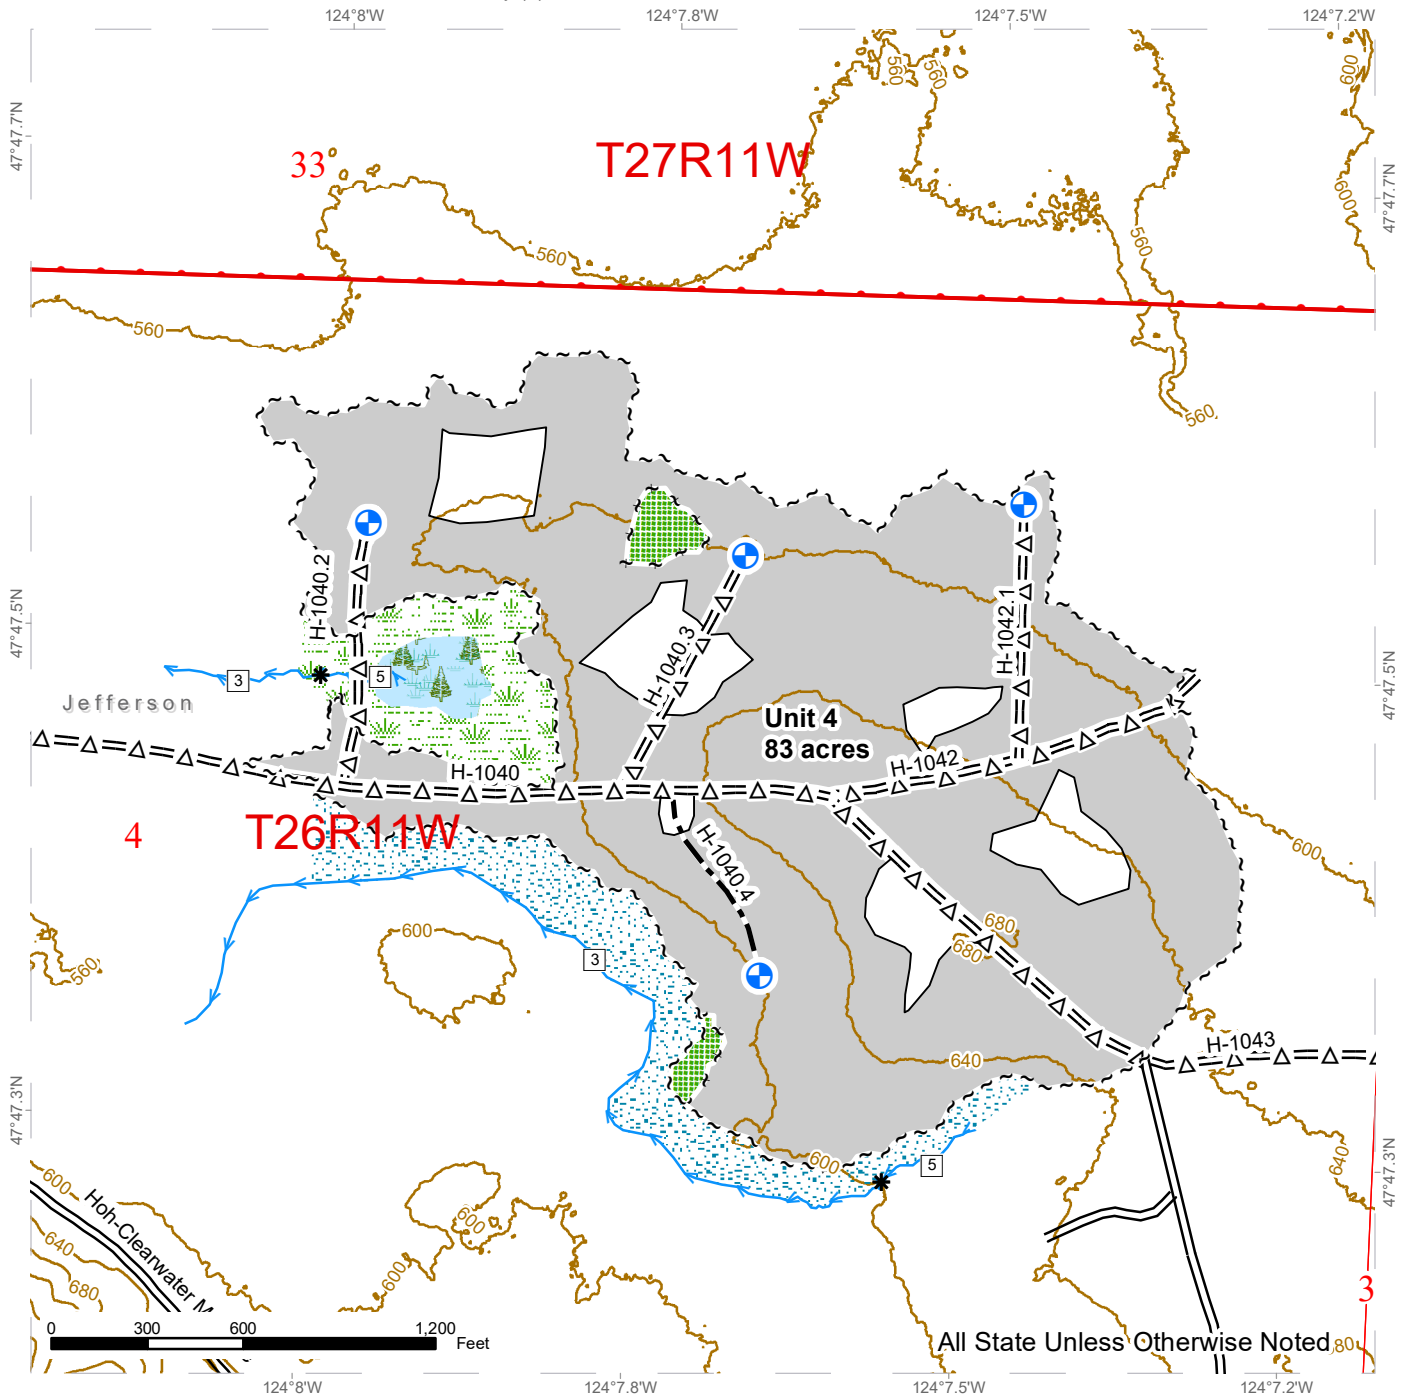 124°8'W
124°7.8'W
124°7.5'W
124°7.2'W
47°47.7'N
47°47.7'N
33
T27R11W
560
560
600
600
560
560
560
560
H-1040.2
H-1040.3
H-1042.1
47°47.5'N
47°47.5'N
3
5
Jefferson
Unit 4
83 acres
H-1040
H-1042
4
T26R11W
H-1040.4
600
680
680
600
560
3
H-1043
640
47°47.3'N
47°47.3'N
600
5
640
600
Hoh-Clearwater M
600
640
600
680
3
0
300
600
1,200
Feet
All State Unless Otherwise Noted
80
124°8'W
124°7.8'W
124°7.5'W
124°7.2'W